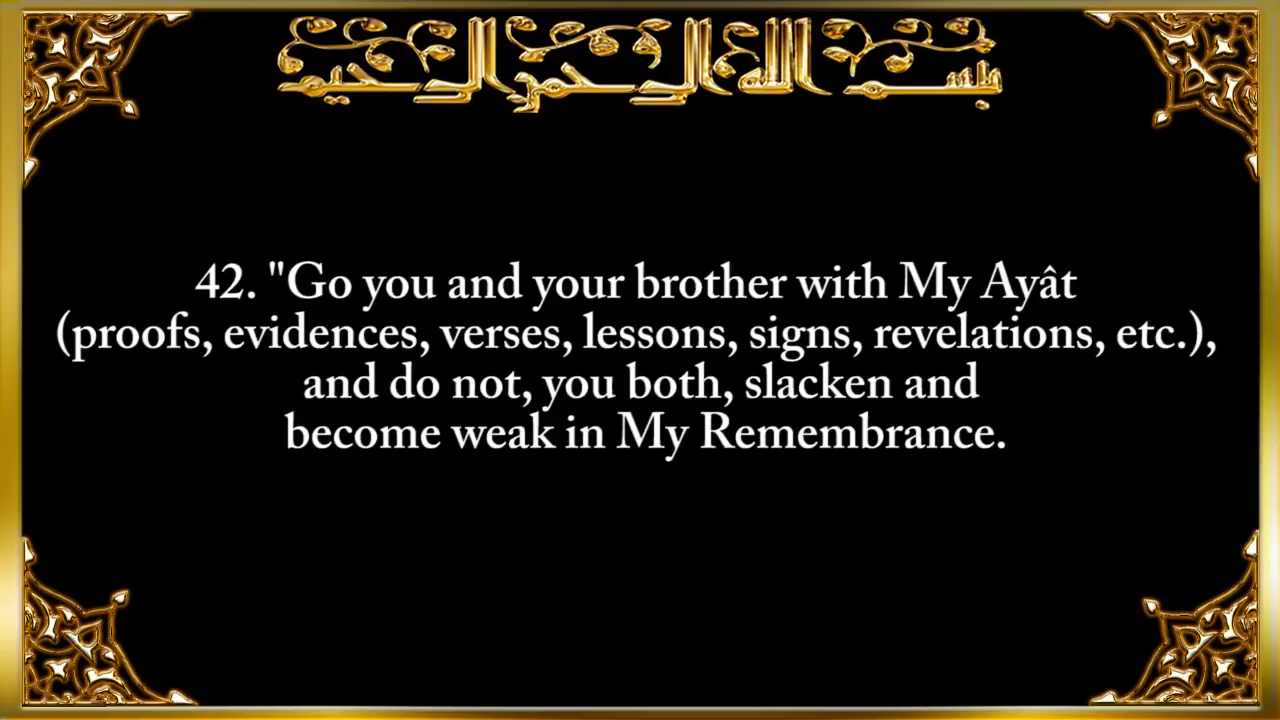 بسم الله الرحمن الرحيم
42. "Go you and your brother with My Ayât
(proofs, evidences, verses, lessons, signs, revelations, etc.),
and do not, you both, slacken and
become weak in My Remembrance.